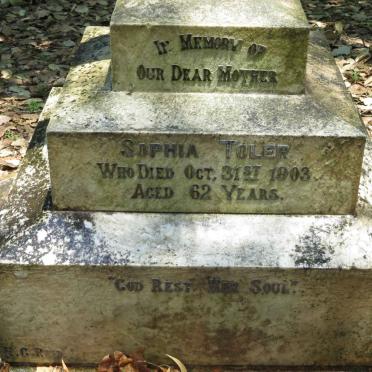 In Memory of
Our Dear Mother
Sophia Toler
Who Died Oct. 31st 1903
Aged 62 Years.
"God Rest Her Soul".